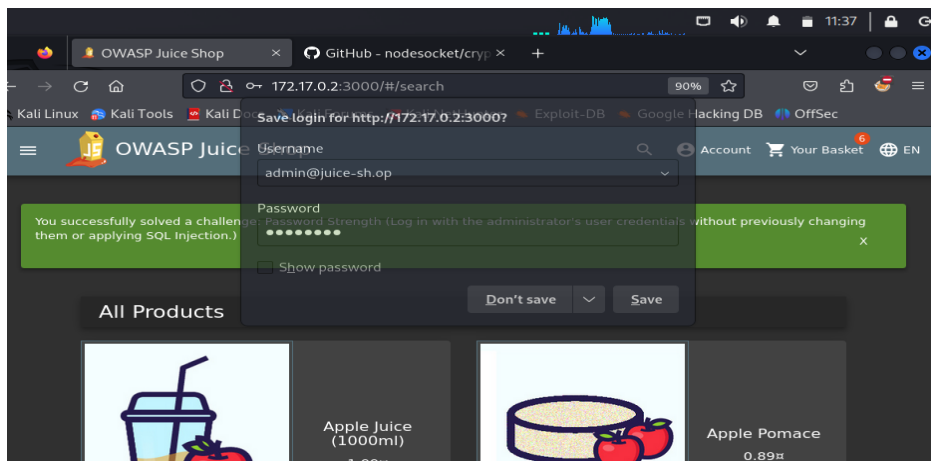 11:37
OWASP Juice Shop
GitHub - nodesocket/cryp
172.17.0.2:3000/#/search
90%
Kali Linux Kali Tools Kali Exploit-DB Google Hacking DB OffSec
Save login for http://172.17.0.2:3000?
OWASP Juice
Account Your Basket 6 EN
Username
admin@juice-sh.op
Password
You successfully solved a challenge: Password Strength (Log in with the administrator's user credentials without previously changing
them or applying SQL Injection.)
X
Show password
Don't save
Save
All Products
Apple Juice
(1000ml)
Apple Pomace
0.89¤